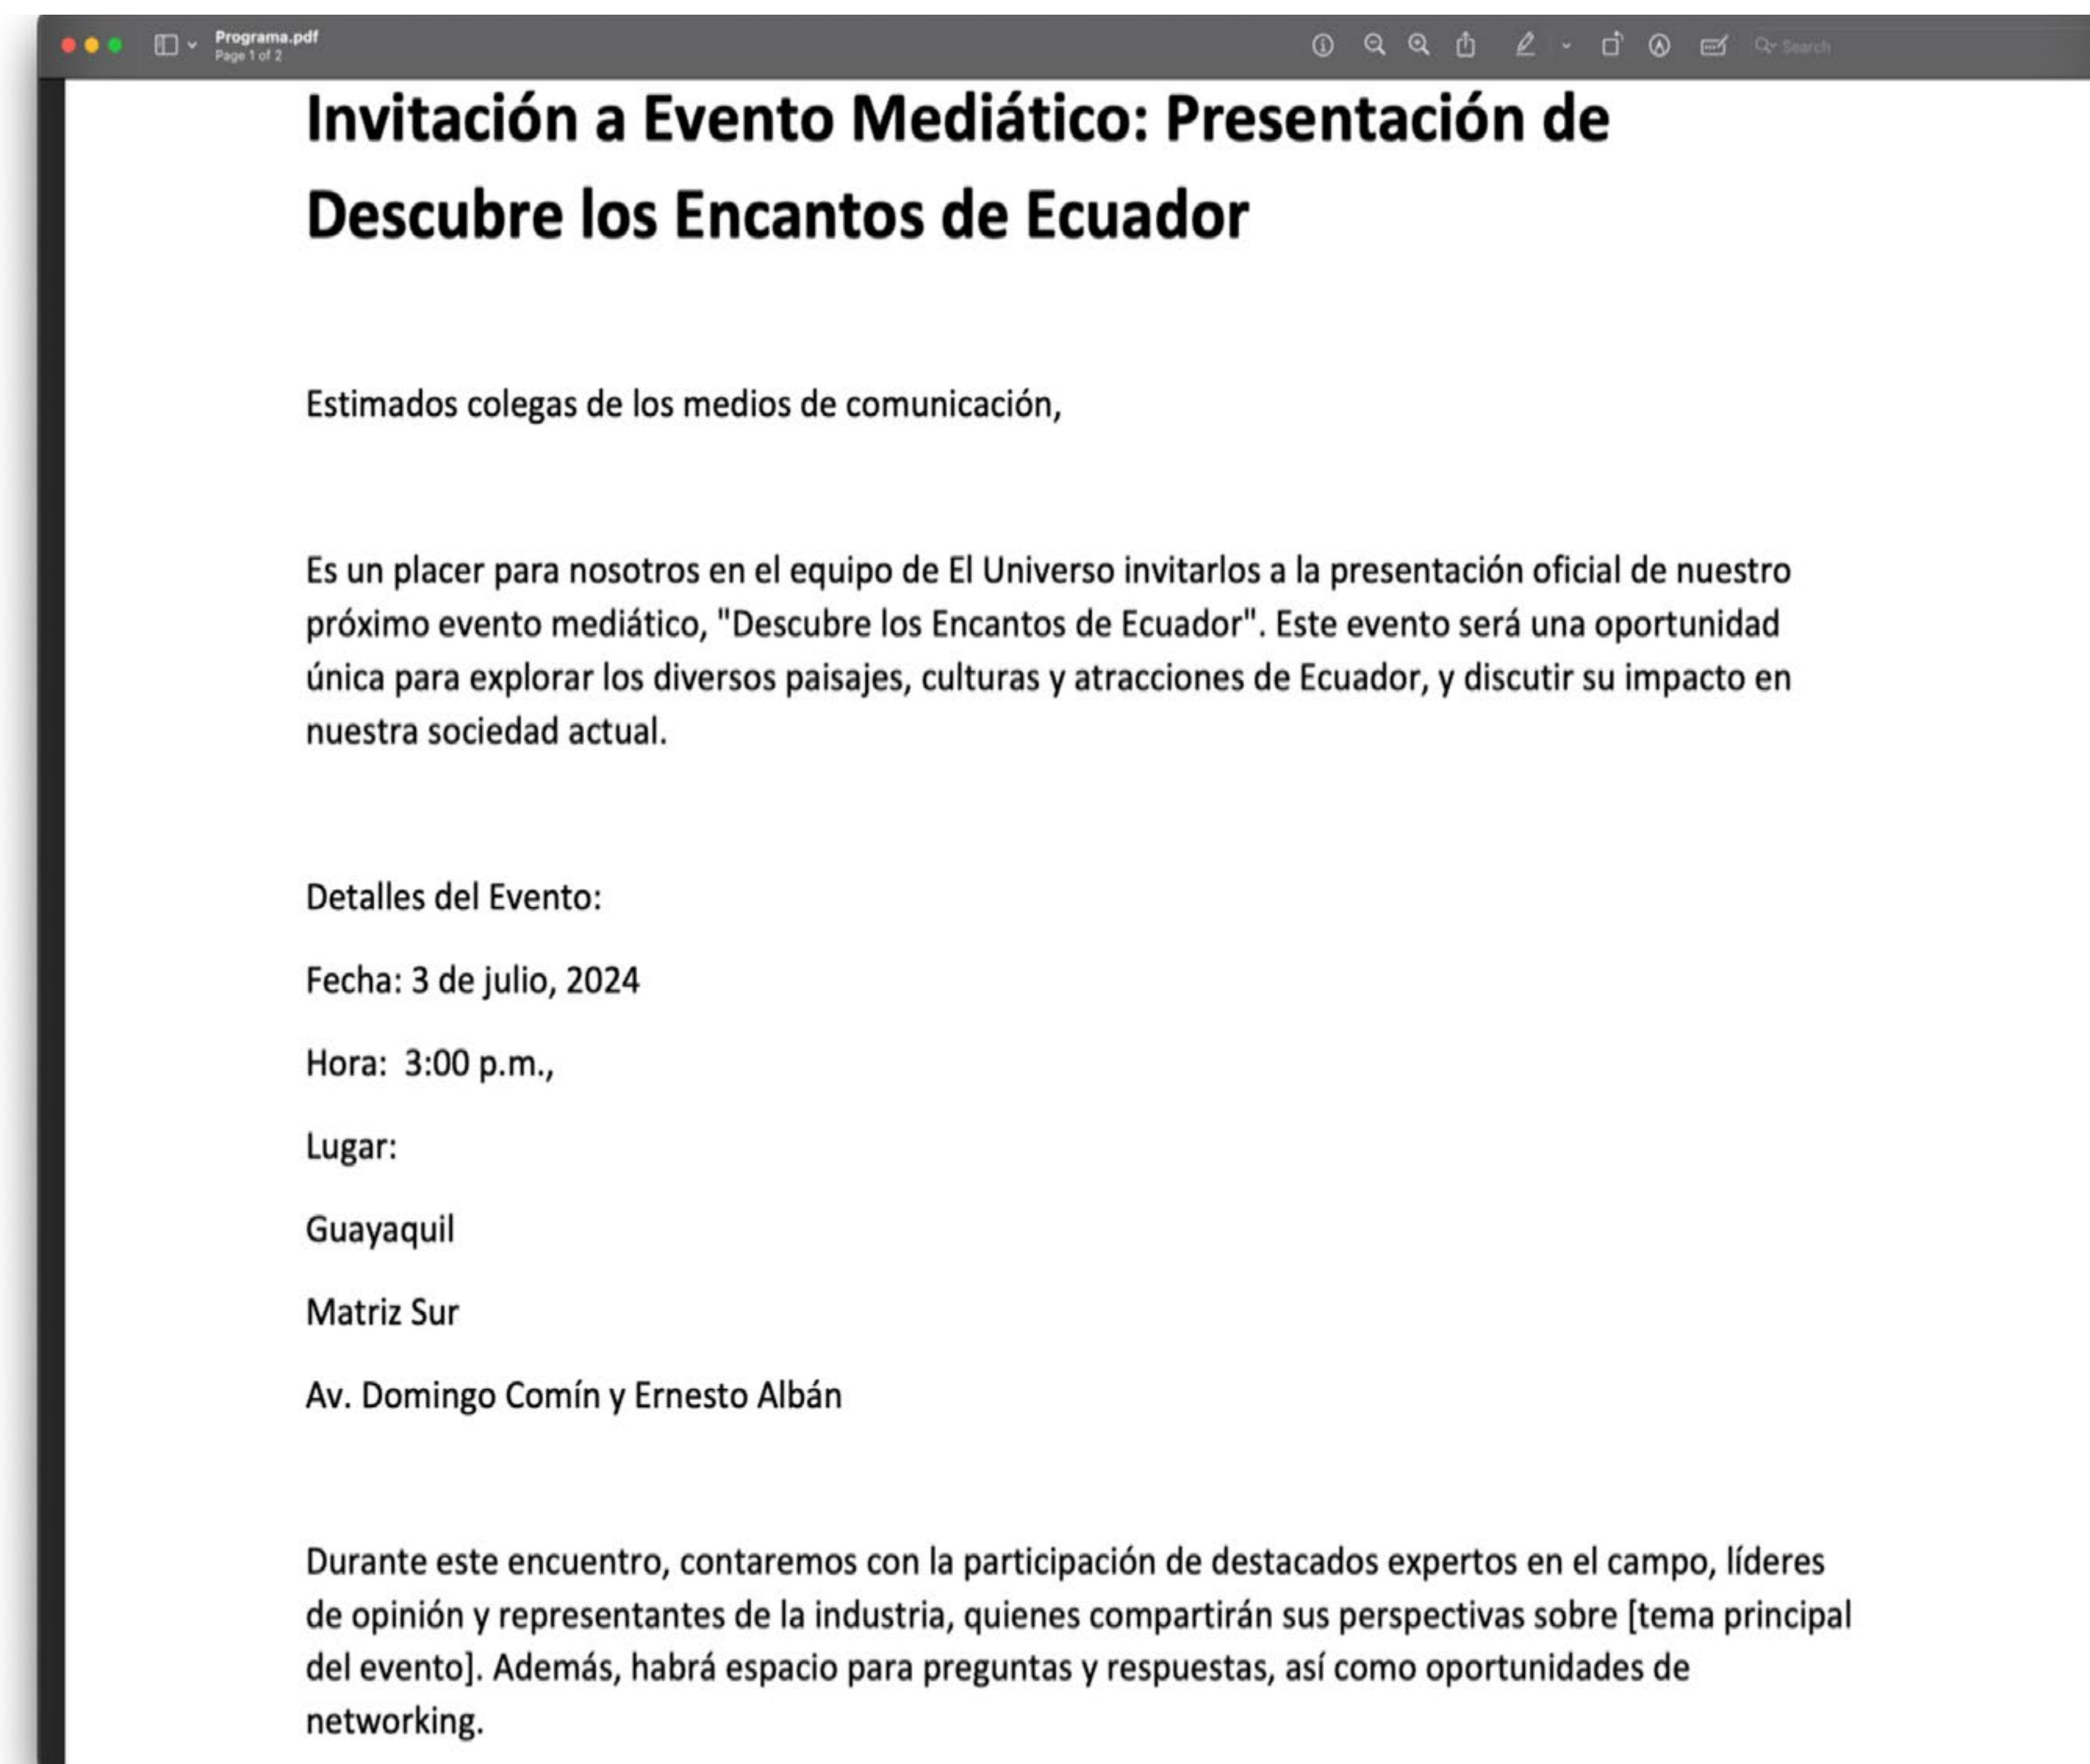 Programa.pdf
Page 1 of 2
Search
Invitación a Evento Mediático: Presentación de
Descubre los Encantos de Ecuador
Estimados colegas de los medios de comunicación,
Es un placer para nosotros en el equipo de El Universo invitarlos a la presentación oficial de nuestro
próximo evento mediático, "Descubre los Encantos de Ecuador". Este evento será una oportunidad
única para explorar los diversos paisajes, culturas y atracciones de Ecuador, y discutir su impacto en
nuestra sociedad actual.
Detalles del Evento:
Fecha: 3 de julio, 2024
Hora:  3:00 p.m.,
Lugar:
Guayaquil
Matriz Sur
Av. Domingo Comín y Ernesto Albán
Durante este encuentro, contaremos con la participación de destacados expertos en el campo, líderes
de opinión y representantes de la industria, quienes compartirán sus perspectivas sobre [tema principal
del evento]. Además, habrá espacio para preguntas y respuestas, así como oportunidades de
networking.